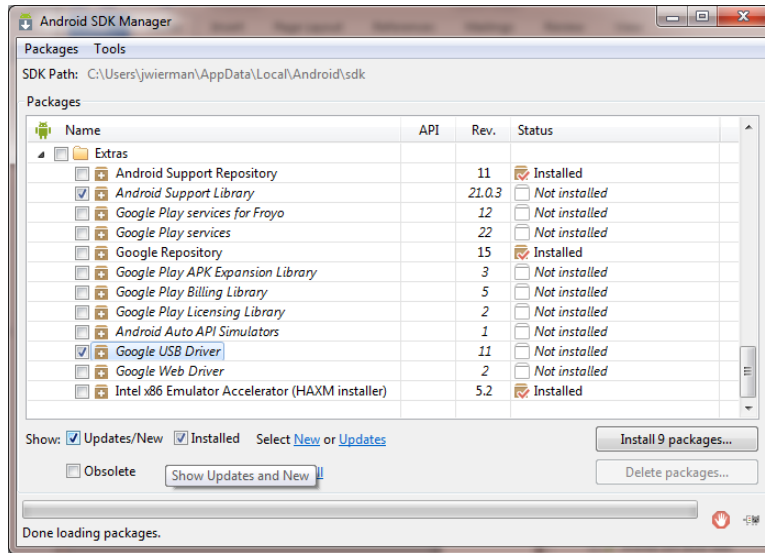 Android SDK Manager
Packages Tools
SDK Path: C:\Users\jwierman\AppData\Local\Android\sdk
Packages
Name API Rev. Status
Extras
Android Support Repository 11 Installed
Android Support Library 21.0.3 Not installed
Google Play services for Froyo 12 Not installed
Google Play services 22 Not installed
Google Repository 15 Installed
Google Play APK Expansion Library 3 Not installed
Google Play Billing Library 5 Not installed
Google Play Licensing Library 2 Not installed
Android Auto API Simulators 1 Not installed
Google USB Driver 11 Not installed
Google Web Driver 2 Not installed
Intel x86 Emulator Accelerator (HAXM installer) 5.2 Installed
Show: Updates/New Installed Select New or Updates Install 9 packages...
Obsolete Delete packages...
Show Updates and New
Done loading packages.